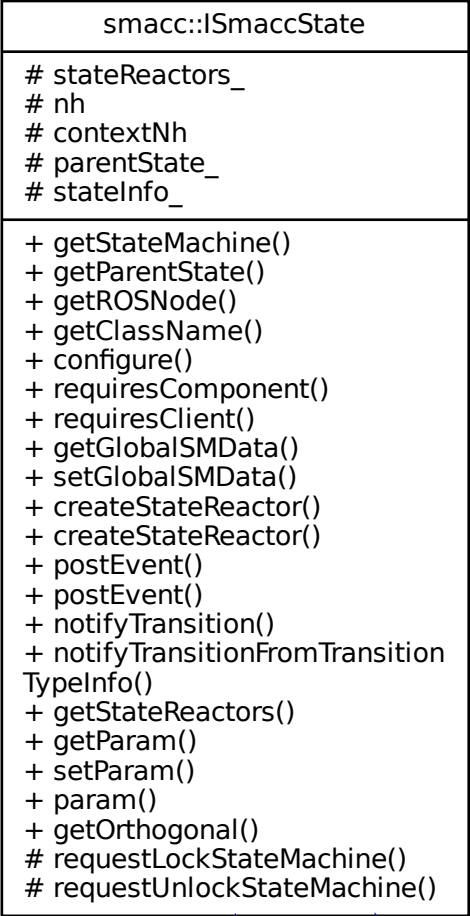 smacc::ISmaccState
# stateReactors_
# nh
# contextNh
# parentState_
# stateInfo_
+ getStateMachine()
+ getParentState()
+ getROSNode()
+ getClassName()
+ configure()
+ requiresComponent()
+ requiresClient()
+ getGlobalSMData()
+ setGlobalSMData()
+ createStateReactor()
+ createStateReactor()
+ postEvent()
+ postEvent()
+ notifyTransition()
+ notifyTransitionFromTransition
TypeInfo()
+ getStateReactors()
+ getParam()
+ setParam()
+ param()
+ getOrthogonal()
# requestLockStateMachine()
# requestUnlockStateMachine()